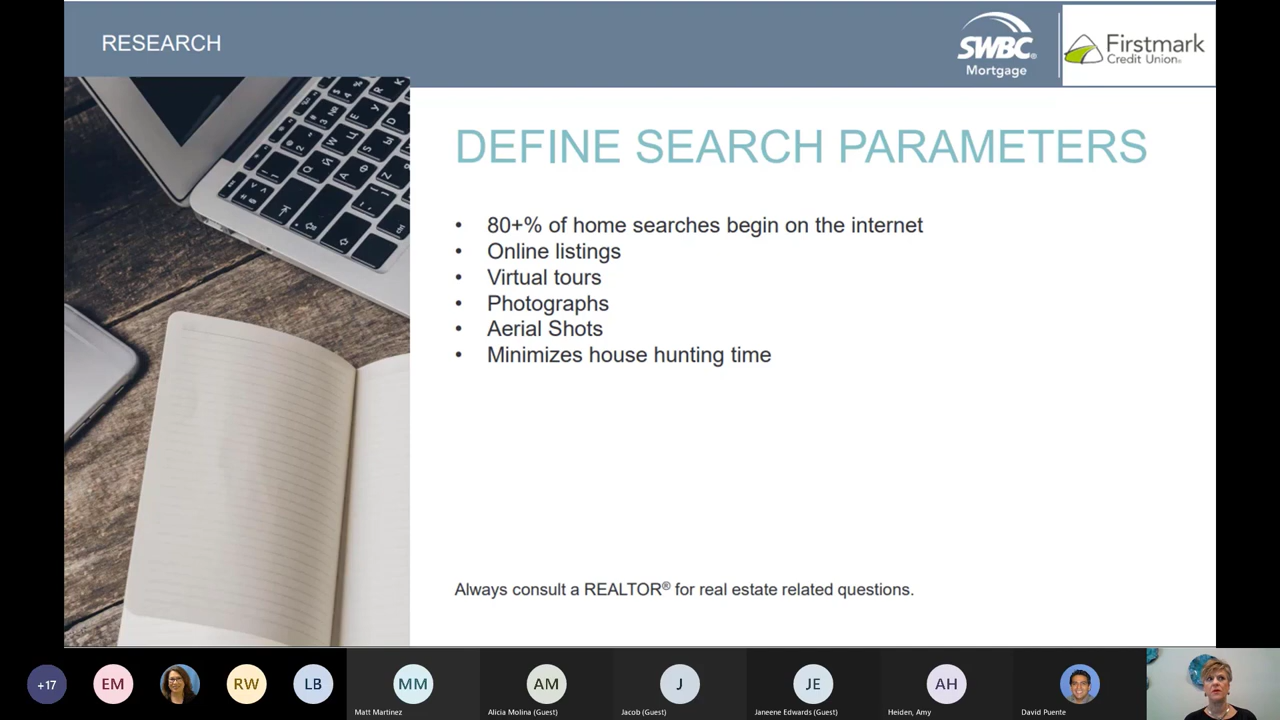 RESEARCH
SWBC®
Mortgage
Firstmark
Credit Union®
DEFINE SEARCH PARAMETERS
• 80+% of home searches begin on the internet
• Online listings
• Virtual tours
• Photographs
• Aerial Shots
• Minimizes house hunting time
Always consult a REALTOR® for real estate related questions.
+17
EM
RW
LB
MM
Matt Martinez
AM
Alicia Molina (Guest)
J
Jacob (Guest)
JE
Janeene Edwards (Guest)
AH
Heiden, Amy
David Puente